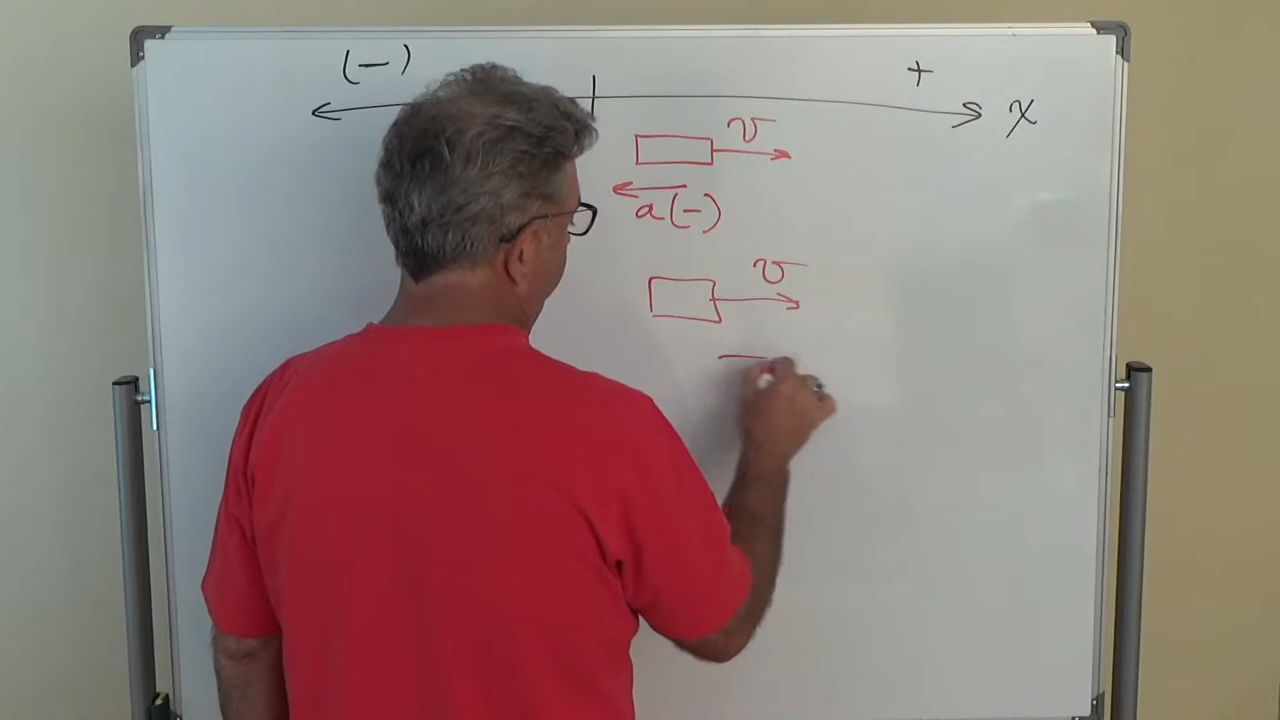 (-) +
x
v
a(-)
v